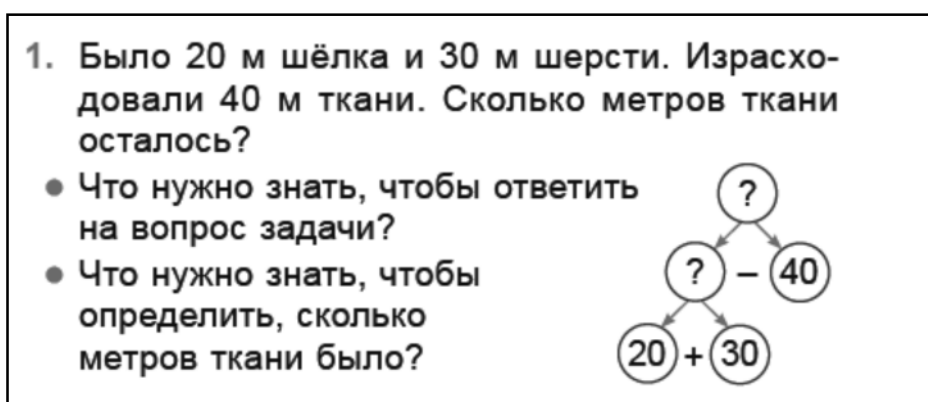 1. Было 20 м шёлка и 30 м шерсти. Израсхо-
довали 40 м ткани. Сколько метров ткани
осталось?
● Что нужно знать, чтобы ответить
на вопрос задачи?
● Что нужно знать, чтобы
определить, сколько
метров ткани было?
?
? – 40
20 + 30